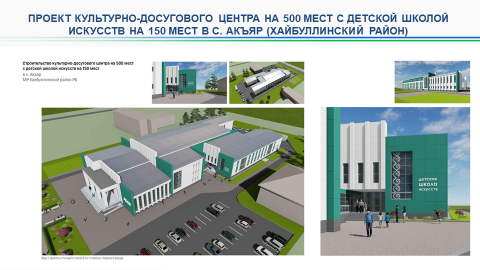 ПРОЕКТ КУЛЬТУРНО-ДОСУГОВОГО ЦЕНТРА НА 500 МЕСТ С ДЕТСКОЙ ШКОЛОЙ
ИСКУССТВ НА 150 МЕСТ В С. АКЪЯР (ХАЙБУЛЛИНСКИЙ РАЙОН)
Строительство культурно-досугового центра на 500 мест
с детской школой искусств на 150 мест
в с. Акъяр
МР Хайбуллинский район РБ
ДЕТСКАЯ
ШКОЛА
ИСКУССТВ